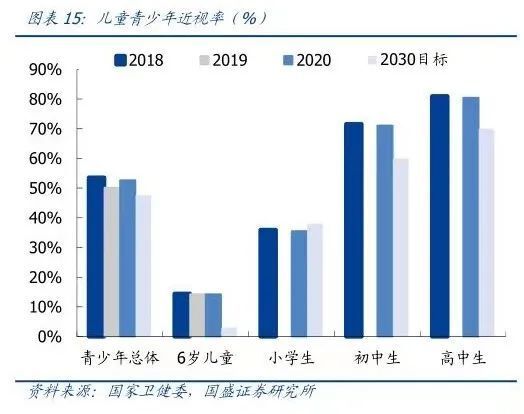 图表 15：儿童青少年近视率（%）
2018 2019 2020 2030目标
90%
80%
70%
60%
50%
40%
30%
20%
10%
0%
青少年总体 6岁儿童 小学生 初中生 高中生
资料来源：国家卫健委，国盛证券研究所